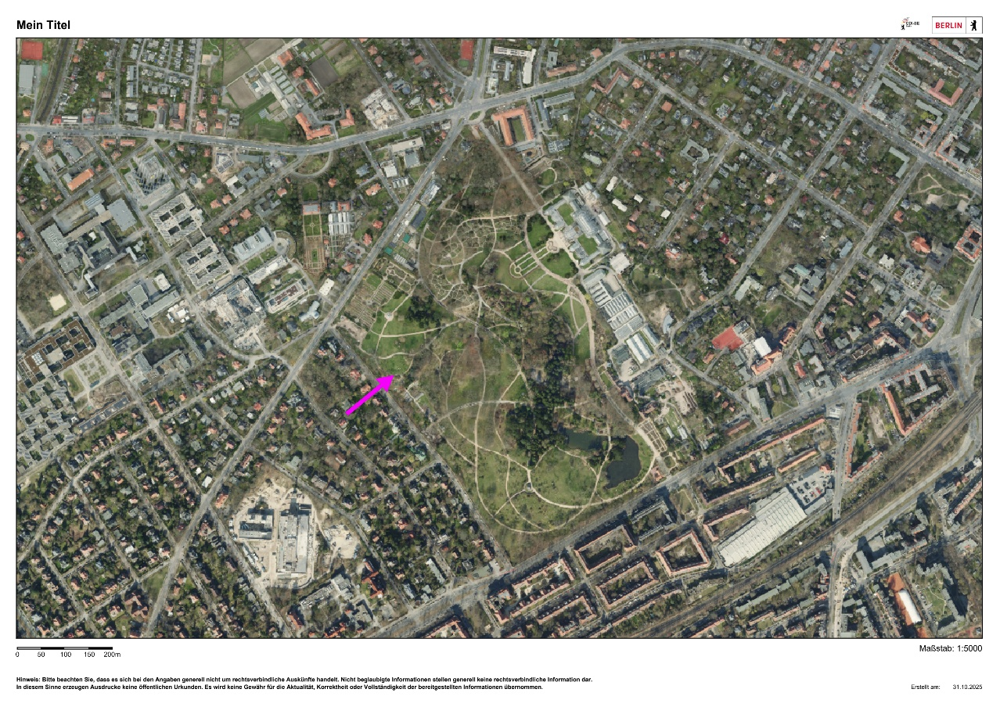 Mein Titel
ODI-BE
BERLIN
0 50 100 150 200m
Maßstab: 1:5000
Hinweis: Bitte beachten Sie, dass es sich bei den Angaben generell nicht um rechtsverbindliche Auskünfte handelt. Nicht beglaubigte Informationen stellen generell keine rechtsverbindliche Information dar.
In diesem Sinne erzeugen Ausdrucke keine öffentlichen Urkunden. Es wird keine Gewähr für die Aktualität, Korrektheit oder Vollständigkeit der bereitgestellten Informationen übernommen.
Erstellt am: 31.10.2025